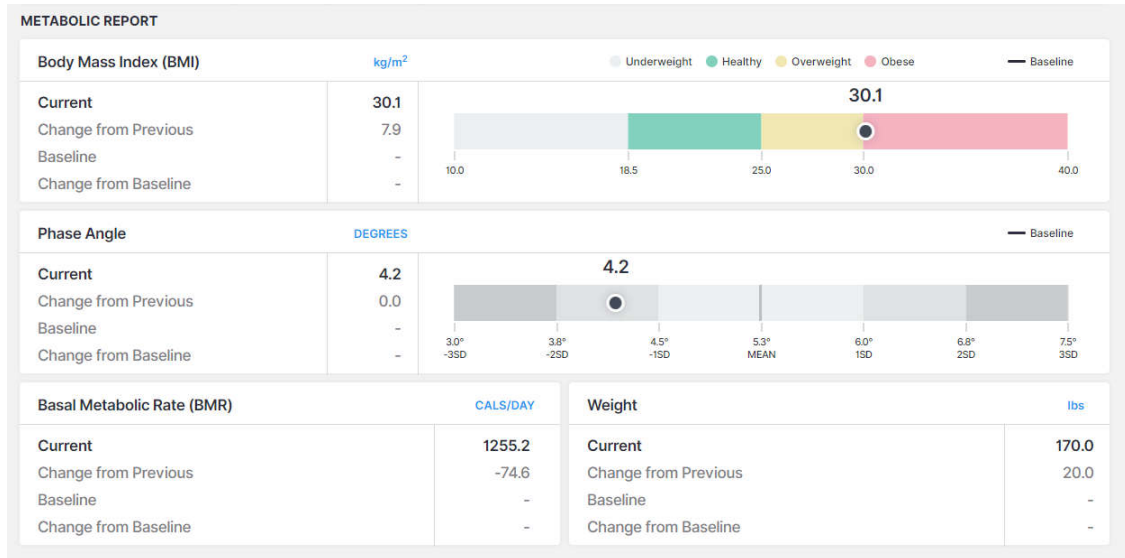 METABOLIC REPORT
Body Mass Index (BMI) kg/m² Underweight Healthy Overweight Obese Baseline
Current 30.1
Change from Previous 7.9
Baseline -
Change from Baseline -
30.1
10.0 18.5 25.0 30.0 40.0
Phase Angle DEGREES Baseline
Current 4.2
Change from Previous 0.0
Baseline -
Change from Baseline -
4.2
3.0° 3.8° 4.5° 5.3° 6.0° 6.8° 7.5°
-3SD -2SD -1SD MEAN 1SD 2SD 3SD
Basal Metabolic Rate (BMR) CALS/DAY
Current 1255.2
Change from Previous -74.6
Baseline -
Change from Baseline -
Weight lbs
Current 170.0
Change from Previous 20.0
Baseline -
Change from Baseline -